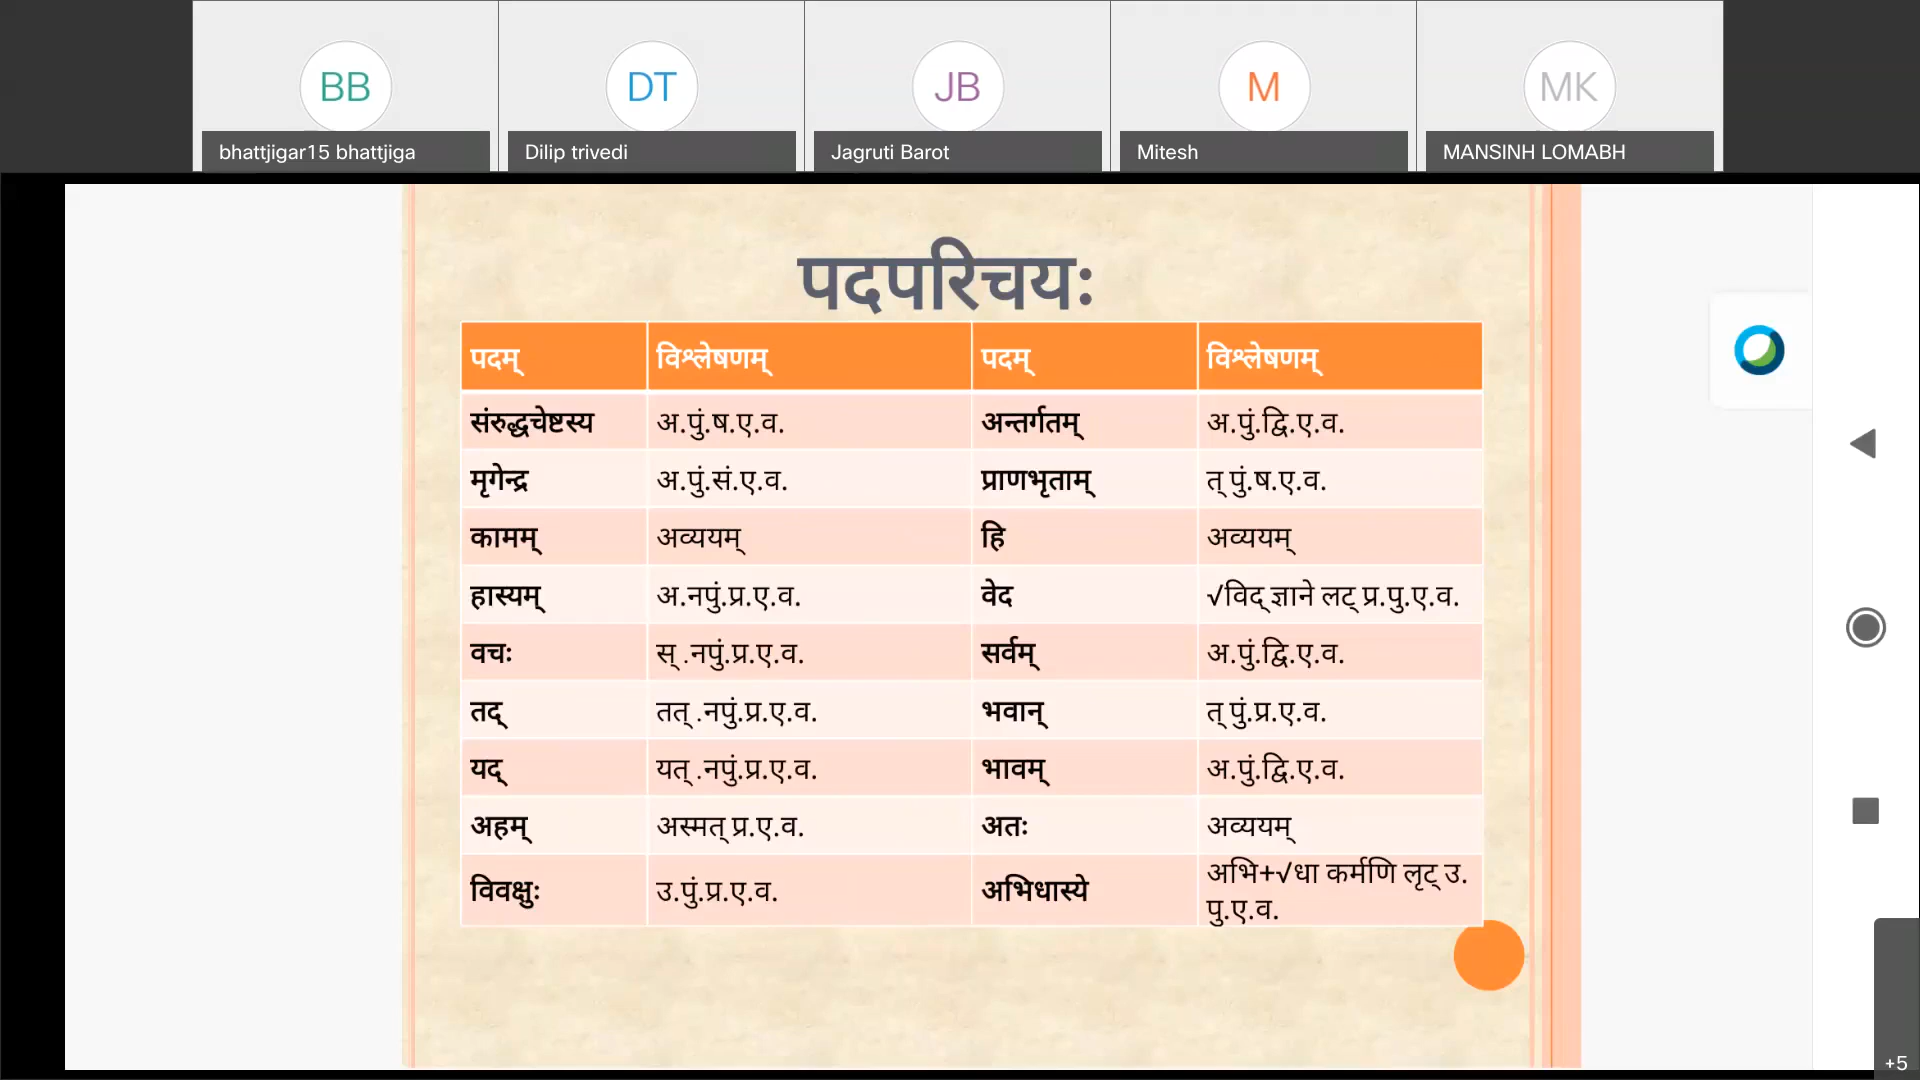 BB
DT
JB
M
MK
bhattjigar15 bhattjiga
Dilip trivedi
Jagruti Barot
Mitesh
MANSINH LOMABH
पदपरिचयः
पदम् विश्लेषणम् पदम् विश्लेषणम्
संरुद्धचेष्टस्य अ.पुं.ष.ए.व. अन्तर्गतम् अ.पुं.द्वि.ए.व.
मृगेन्द्र अ.पुं.सं.ए.व. प्राणभृताम् त् पुं.ष.ए.व.
कामम् अव्ययम् हि अव्ययम्
हास्यम् अ.नपुं.प्र.ए.व. वेद √विद् ज्ञाने लट् प्र.पु.ए.व.
वचः स् .नपुं.प्र.ए.व. सर्वम् अ.पुं.द्वि.ए.व.
तद् तत् .नपुं.प्र.ए.व. भवान् त् पुं.प्र.ए.व.
यद् यत् .नपुं.प्र.ए.व. भावम् अ.पुं.द्वि.ए.व.
अहम् अस्मत् प्र.ए.व. अतः अव्ययम्
विवक्षुः उ.पुं.प्र.ए.व. अभिधास्ये अभि+√धा कर्मणि लृट् उ.
पु.ए.व.
+5